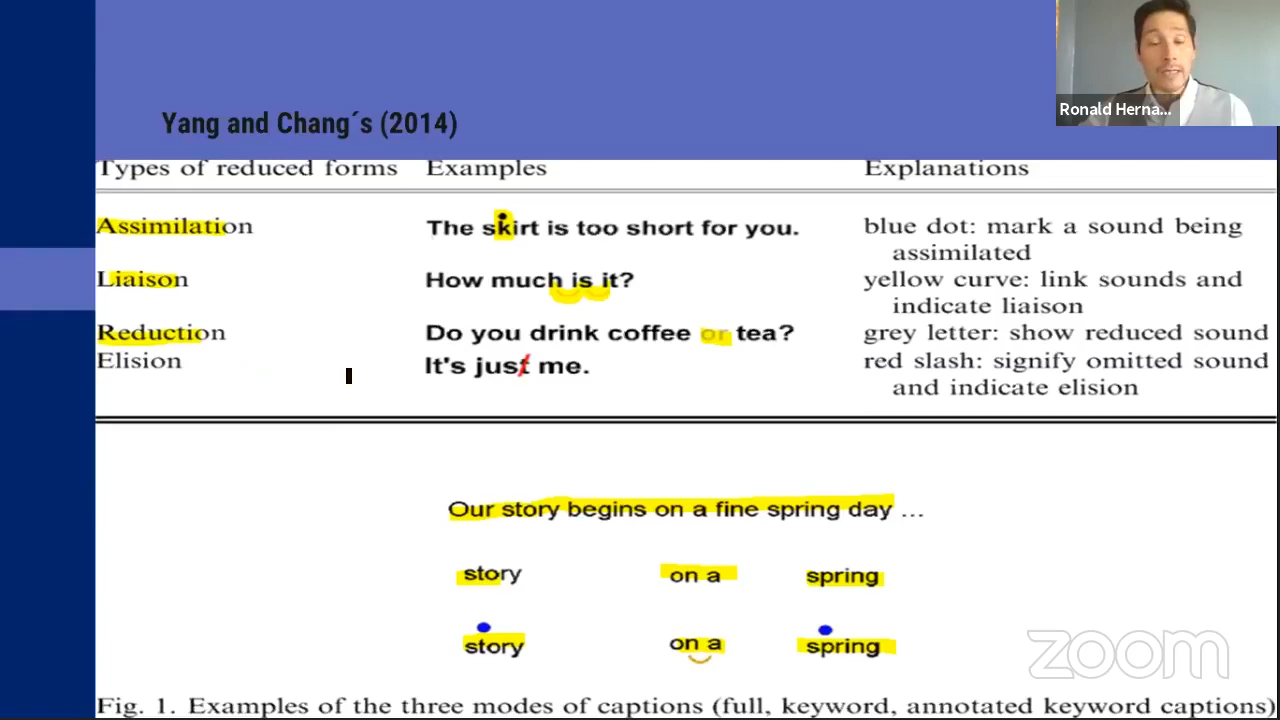 Ronald Herna...
Yang and Chang´s (2014)
Types of reduced forms Examples Explanations
Assimilation The skirt is too short for you. blue dot: mark a sound being
assimilated
Liaison How much is it? yellow curve: link sounds and
indicate liaison
Reduction Do you drink coffee or tea? grey letter: show reduced sound
Elision It's just me. red slash: signify omitted sound
and indicate elision
Our story begins on a fine spring day ...
story on a spring
story on a spring
zoom
Fig. 1. Examples of the three modes of captions (full, keyword, annotated keyword captions)